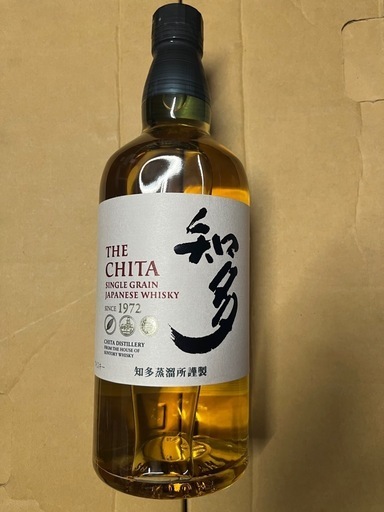 THE
CHITA
SINGLE GRAIN
JAPANESE WHISKY
SINCE 1972
知多
CHITA DISTILLERY
FROM THE HOUSE OF
SUNTORY WHISKY
知多蒸溜所謹製